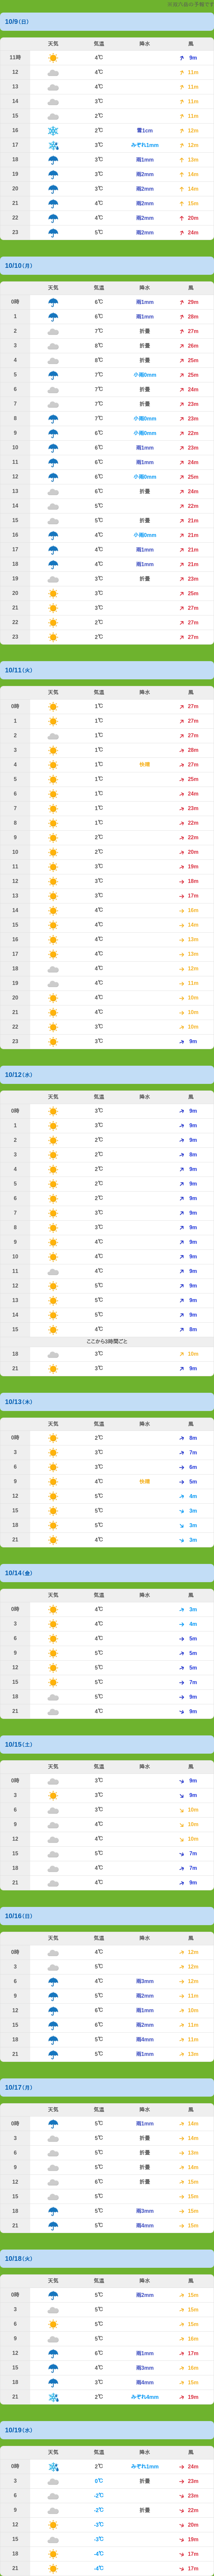 10/9(日)
天気 気温 降水 風
11時 4℃ 9m
12 4℃ 11m
13 4℃ 11m
14 3℃ 11m
15 2℃ 11m
16 2℃ 雪1cm 12m
17 3℃ みぞれ1mm 12m
18 3℃ 雨1mm 13m
19 3℃ 雨2mm 14m
20 3℃ 雨2mm 14m
21 4℃ 雨2mm 15m
22 4℃ 雨2mm 20m
23 5℃ 雨2mm 24m
10/10(月)
天気 気温 降水 風
0時 6℃ 雨1mm 29m
1 6℃ 雨1mm 28m
2 7℃ 折畳 27m
3 8℃ 折畳 26m
4 8℃ 折畳 25m
5 7℃ 小雨0mm 25m
6 7℃ 折畳 24m
7 7℃ 折畳 23m
8 7℃ 小雨0mm 23m
9 6℃ 小雨0mm 22m
10 6℃ 雨1mm 23m
11 6℃ 雨1mm 24m
12 6℃ 小雨0mm 25m
13 6℃ 折畳 24m
14 5℃ 22m
15 5℃ 折畳 21m
16 4℃ 小雨0mm 21m
17 4℃ 雨1mm 21m
18 4℃ 雨1mm 21m
19 3℃ 折畳 23m
20 3℃ 25m
21 3℃ 27m
22 2℃ 27m
23 2℃ 27m
10/11(火)
天気 気温 降水 風
0時 1℃ 27m
1 1℃ 27m
2 1℃ 27m
3 1℃ 28m
4 1℃ 快晴 27m
5 1℃ 25m
6 1℃ 24m
7 1℃ 23m
8 1℃ 22m
9 2℃ 22m
10 2℃ 20m
11 3℃ 19m
12 3℃ 18m
13 3℃ 17m
14 4℃ 16m
15 4℃ 14m
16 4℃ 13m
17 4℃ 13m
18 4℃ 12m
19 4℃ 11m
20 4℃ 10m
21 4℃ 10m
22 3℃ 10m
23 3℃ 9m
10/12(水)
天気 気温 降水 風
0時 3℃ 9m
1 3℃ 9m
2 2℃ 9m
3 2℃ 8m
4 2℃ 9m
5 2℃ 9m
6 2℃ 9m
7 3℃ 9m
8 3℃ 9m
9 4℃ 9m
10 4℃ 9m
11 4℃ 9m
12 5℃ 9m
13 5℃ 9m
14 5℃ 9m
15 4℃ 8m
ここから3時間ごと
18 3℃ 10m
21 3℃ 9m
10/13(木)
天気 気温 降水 風
0時 2℃ 8m
3 3℃ 7m
6 3℃ 6m
9 4℃ 快晴 5m
12 5℃ 4m
15 5℃ 3m
18 5℃ 3m
21 4℃ 3m
10/14(金)
天気 気温 降水 風
0時 4℃ 3m
3 4℃ 4m
6 4℃ 5m
9 5℃ 5m
12 5℃ 5m
15 5℃ 7m
18 5℃ 9m
21 4℃ 9m
10/15(土)
天気 気温 降水 風
0時 3℃ 9m
3 3℃ 9m
6 3℃ 10m
9 4℃ 10m
12 4℃ 10m
15 5℃ 7m
18 4℃ 7m
21 4℃ 9m
10/16(日)
天気 気温 降水 風
0時 4℃ 12m
3 5℃ 12m
6 4℃ 雨3mm 12m
9 5℃ 雨2mm 11m
12 6℃ 雨1mm 10m
15 6℃ 雨2mm 11m
18 5℃ 雨4mm 11m
21 5℃ 雨1mm 13m
10/17(月)
天気 気温 降水 風
0時 5℃ 雨1mm 14m
3 5℃ 折畳 14m
6 5℃ 折畳 13m
9 5℃ 折畳 14m
12 6℃ 折畳 15m
15 5℃ 15m
18 5℃ 雨3mm 15m
21 5℃ 雨4mm 15m
10/18(火)
天気 気温 降水 風
0時 5℃ 雨2mm 15m
3 5℃ 15m
6 5℃ 15m
9 5℃ 16m
12 6℃ 雨1mm 17m
15 4℃ 雨3mm 16m
18 3℃ 雨4mm 15m
21 2℃ みぞれ4mm 19m
10/19(水)
天気 気温 降水 風
0時 2℃ みぞれ1mm 24m
3 0℃ 折畳 23m
6 -2℃ 23m
9 -2℃ 折畳 22m
12 -3℃ 20m
15 -3℃ 19m
18 -4℃ 17m
21 -4℃ 17m